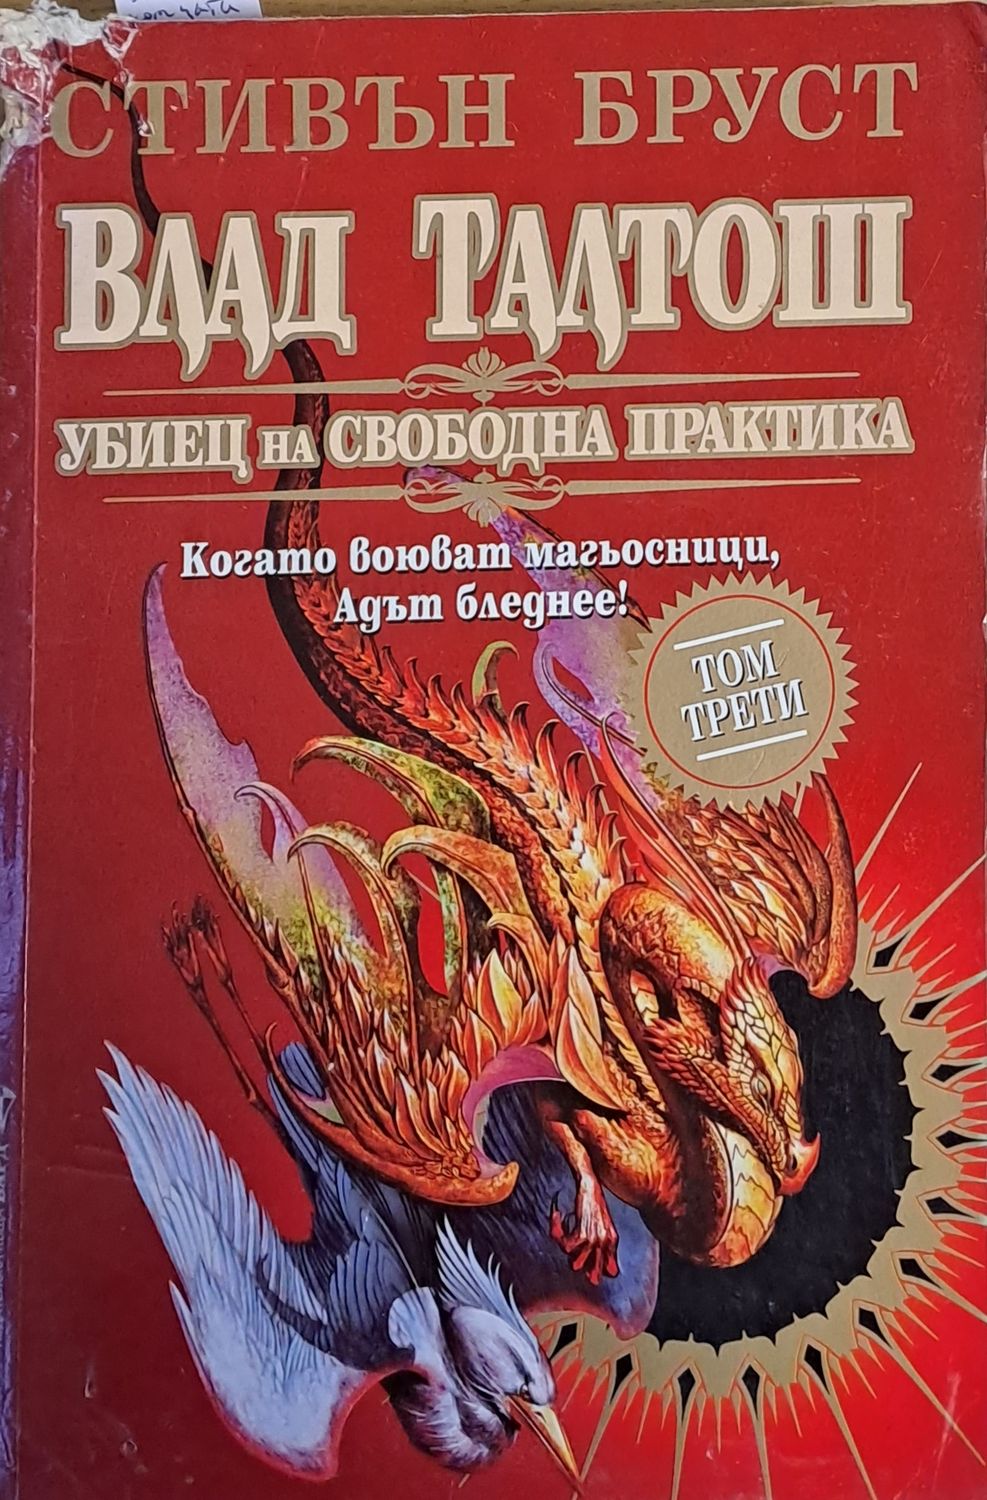 СТИВЪН БРУСТ
ВЛАД ТАЛТОШ
УБИЕЦ НА СВОБОДНА ПРАКТИКА
Когато воюват магьосници,
Адът бледнее!
ТОМ
ТРЕТИ